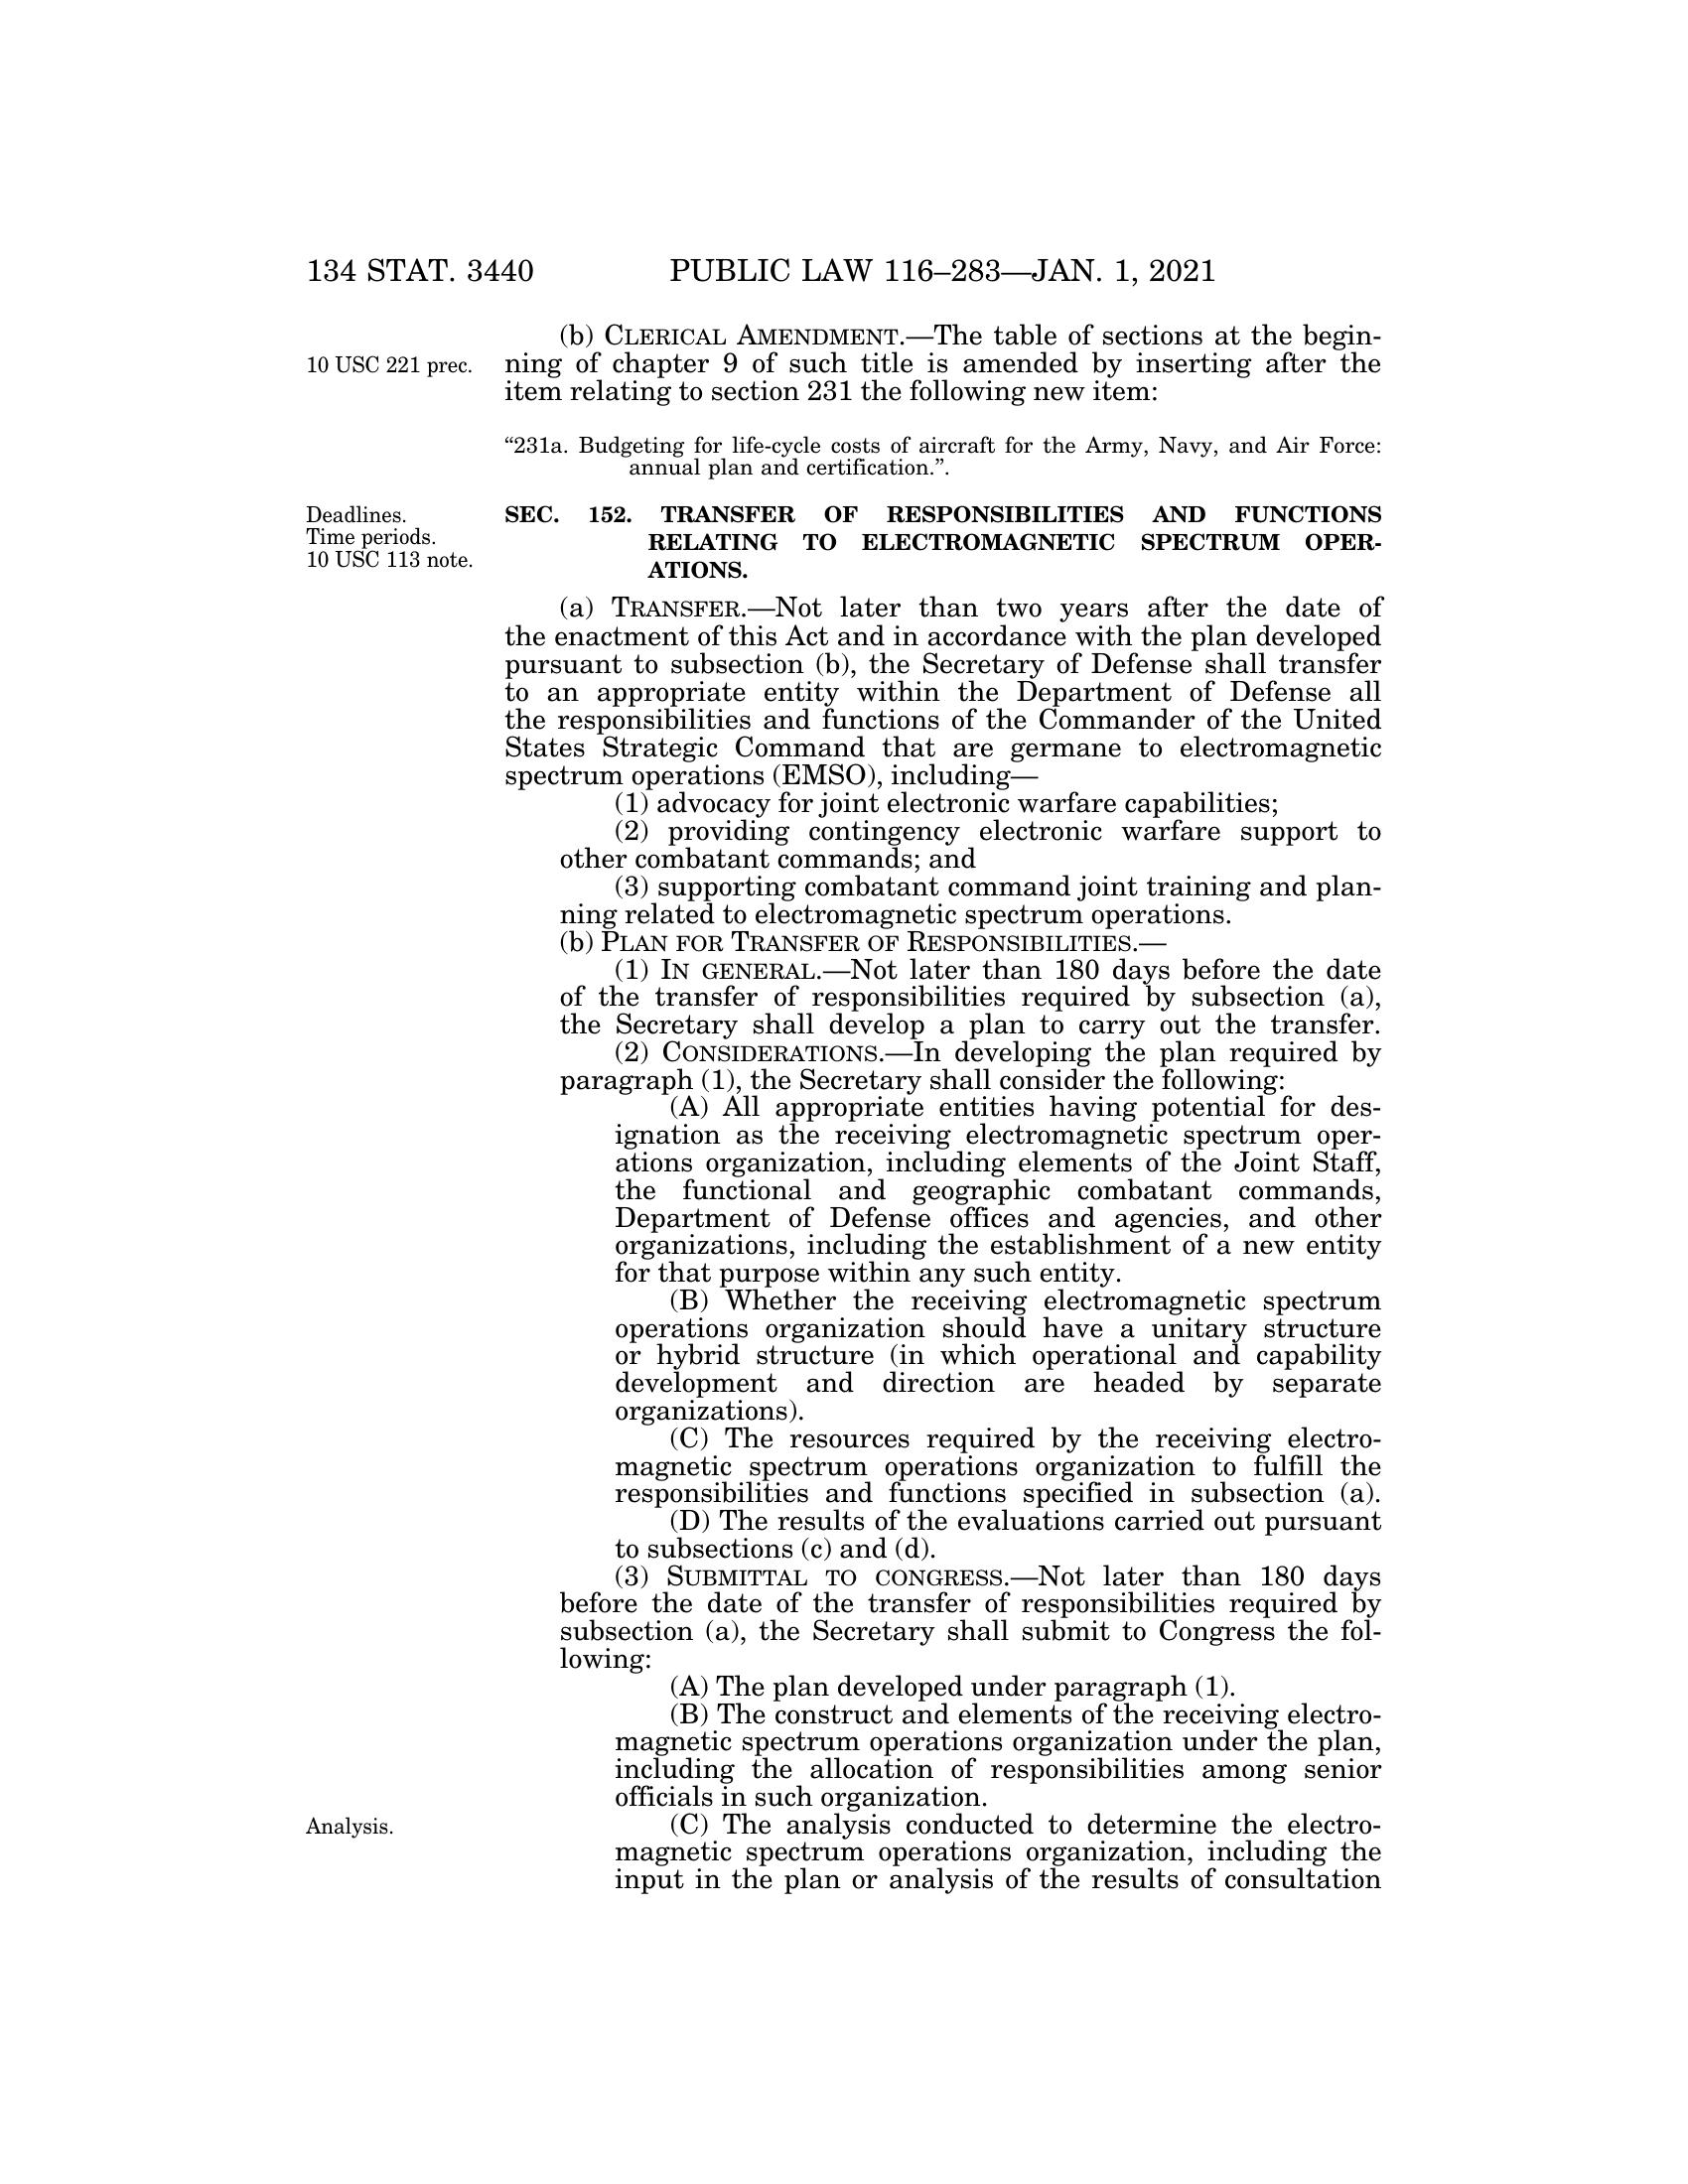 134 STAT. 3440
PUBLIC LAW 116–283—JAN. 1, 2021
(b) CLERICAL AMENDMENT.—The table of sections at the begin-
10 USC 221 prec.
ning of chapter 9 of such title is amended by inserting after the
item relating to section 231 the following new item:
“231a. Budgeting for life-cycle costs of aircraft for the Army, Navy, and Air Force:
annual plan and certification.”.
Deadlines.
Time periods.
10 USC 113 note.
SEC. 152. TRANSFER OF RESPONSIBILITIES AND FUNCTIONS
RELATING TO ELECTROMAGNETIC SPECTRUM OPER-
ATIONS.
(a) TRANSFER.—Not later than two years after the date of
the enactment of this Act and in accordance with the plan developed
pursuant to subsection (b), the Secretary of Defense shall transfer
to an appropriate entity within the Department of Defense all
the responsibilities and functions of the Commander of the United
States Strategic Command that are germane to electromagnetic
spectrum operations (EMSO), including—
(1) advocacy for joint electronic warfare capabilities;
(2) providing contingency electronic warfare support to
other combatant commands; and
(3) supporting combatant command joint training and plan-
ning related to electromagnetic spectrum operations.
(b) PLAN FOR TRANSFER OF RESPONSIBILITIES.—
(1) IN GENERAL.—Not later than 180 days before the date
of the transfer of responsibilities required by subsection (a),
the Secretary shall develop a plan to carry out the transfer.
(2) CONSIDERATIONS.—In developing the plan required by
paragraph (1), the Secretary shall consider the following:
(A) All appropriate entities having potential for des-
ignation as the receiving electromagnetic spectrum oper-
ations organization, including elements of the Joint Staff,
the functional and geographic combatant commands,
Department of Defense offices and agencies, and other
organizations, including the establishment of a new entity
for that purpose within any such entity.
(B) Whether the receiving electromagnetic spectrum
operations organization should have a unitary structure
or hybrid structure (in which operational and capability
development and direction are headed by separate
organizations).
(C) The resources required by the receiving electro-
magnetic spectrum operations organization to fulfill the
responsibilities and functions specified in subsection (a).
(D) The results of the evaluations carried out pursuant
to subsections (c) and (d).
(3) SUBMITTAL TO CONGRESS.—Not later than 180 days
before the date of the transfer of responsibilities required by
subsection (a), the Secretary shall submit to Congress the fol-
lowing:
(A) The plan developed under paragraph (1).
(B) The construct and elements of the receiving electro-
magnetic spectrum operations organization under the plan,
including the allocation of responsibilities among senior
officials in such organization.
Analysis.
(C) The analysis conducted to determine the electro-
magnetic spectrum operations organization, including the
input in the plan or analysis of the results of consultation